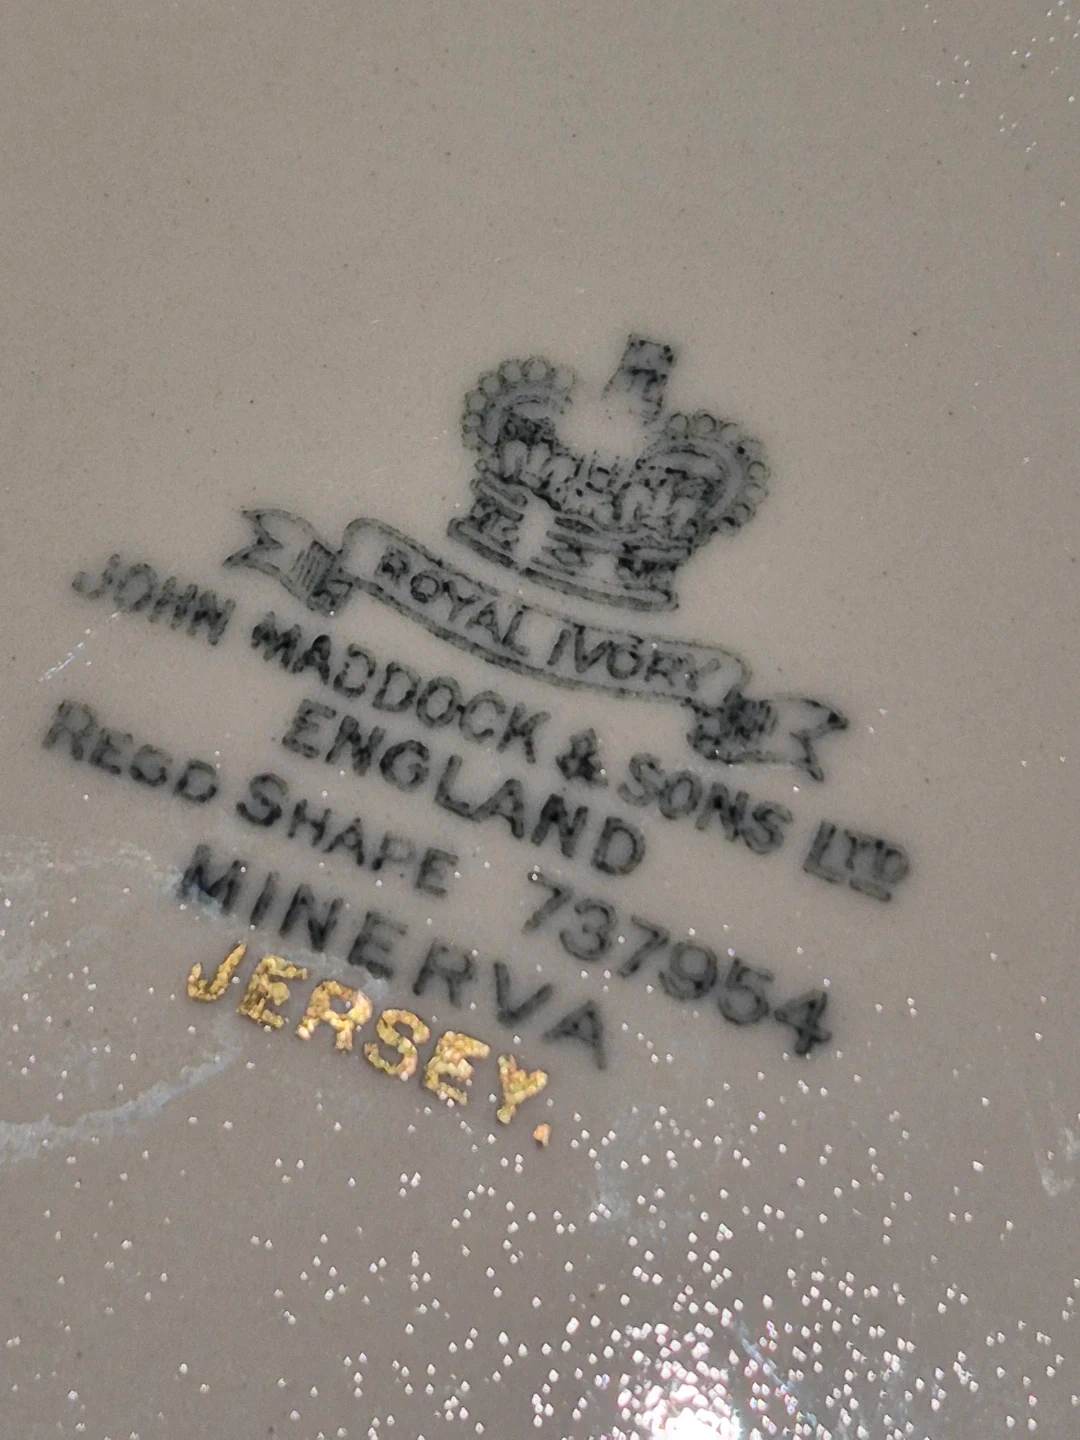 ROYAL IVORY
JOHN MADDOCK & SONS LTD
ENGLAND
REGD SHAPE 737954
MINERVA
JERSEY.